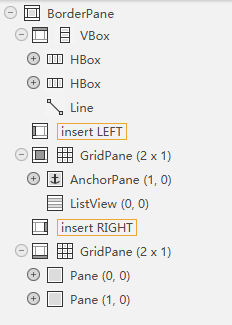 BorderPane
VBox
HBox
HBox
Line
insert LEFT
GridPane (2 x 1)
AnchorPane (1, 0)
ListView (0, 0)
insert RIGHT
GridPane (2 x 1)
Pane (0, 0)
Pane (1, 0)